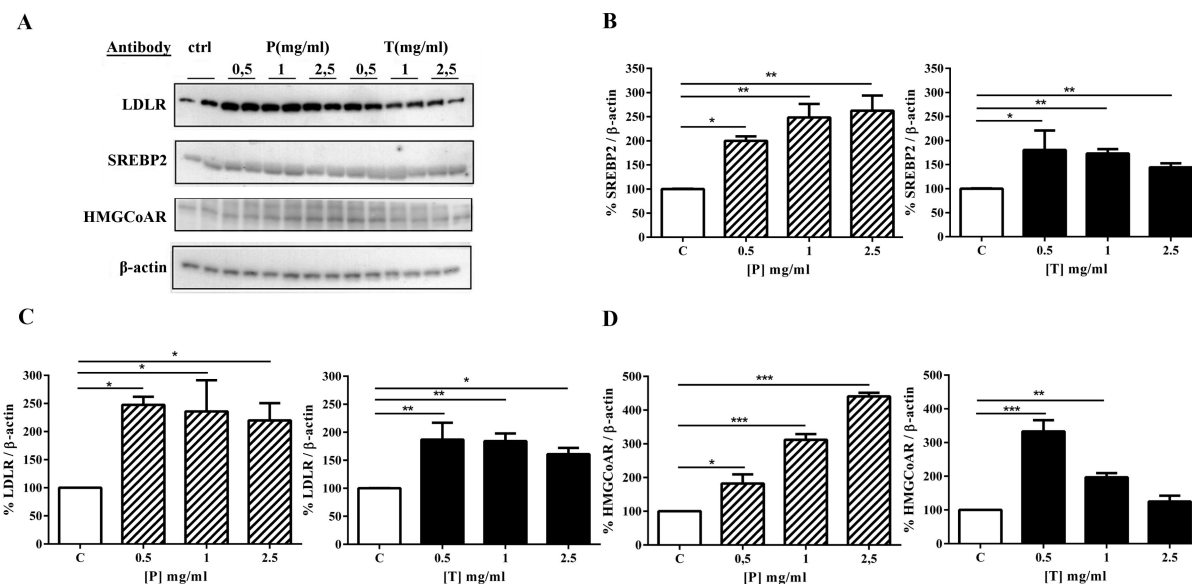 A
Antibody ctrl P(mg/ml) T(mg/ml)
0,5 1 2,5 0,5 1 2,5
LDLR
SREBP2
HMGCoAR
β-actin
B
% SREBP2 / β-actin
350
300
250
200
150
100
50
0
* ** **
C 0.5 1 2.5
[P] mg/ml
% SREBP2 / β-actin
350
300
250
200
150
100
50
0
* ** **
C 0.5 1 2.5
[T] mg/ml
C
% LDLR / β-actin
300
250
200
150
100
50
0
* * *
C 0.5 1 2.5
[P] mg/ml
% LDLR / β-actin
300
250
200
150
100
50
0
** ** *
C 0.5 1 2.5
[T] mg/ml
D
% HMGCoAR / β-actin
500
400
300
200
100
0
* *** ***
C 0.5 1 2.5
[P] mg/ml
% HMGCoAR / β-actin
500
400
300
200
100
0
*** **
C 0.5 1 2.5
[T] mg/ml